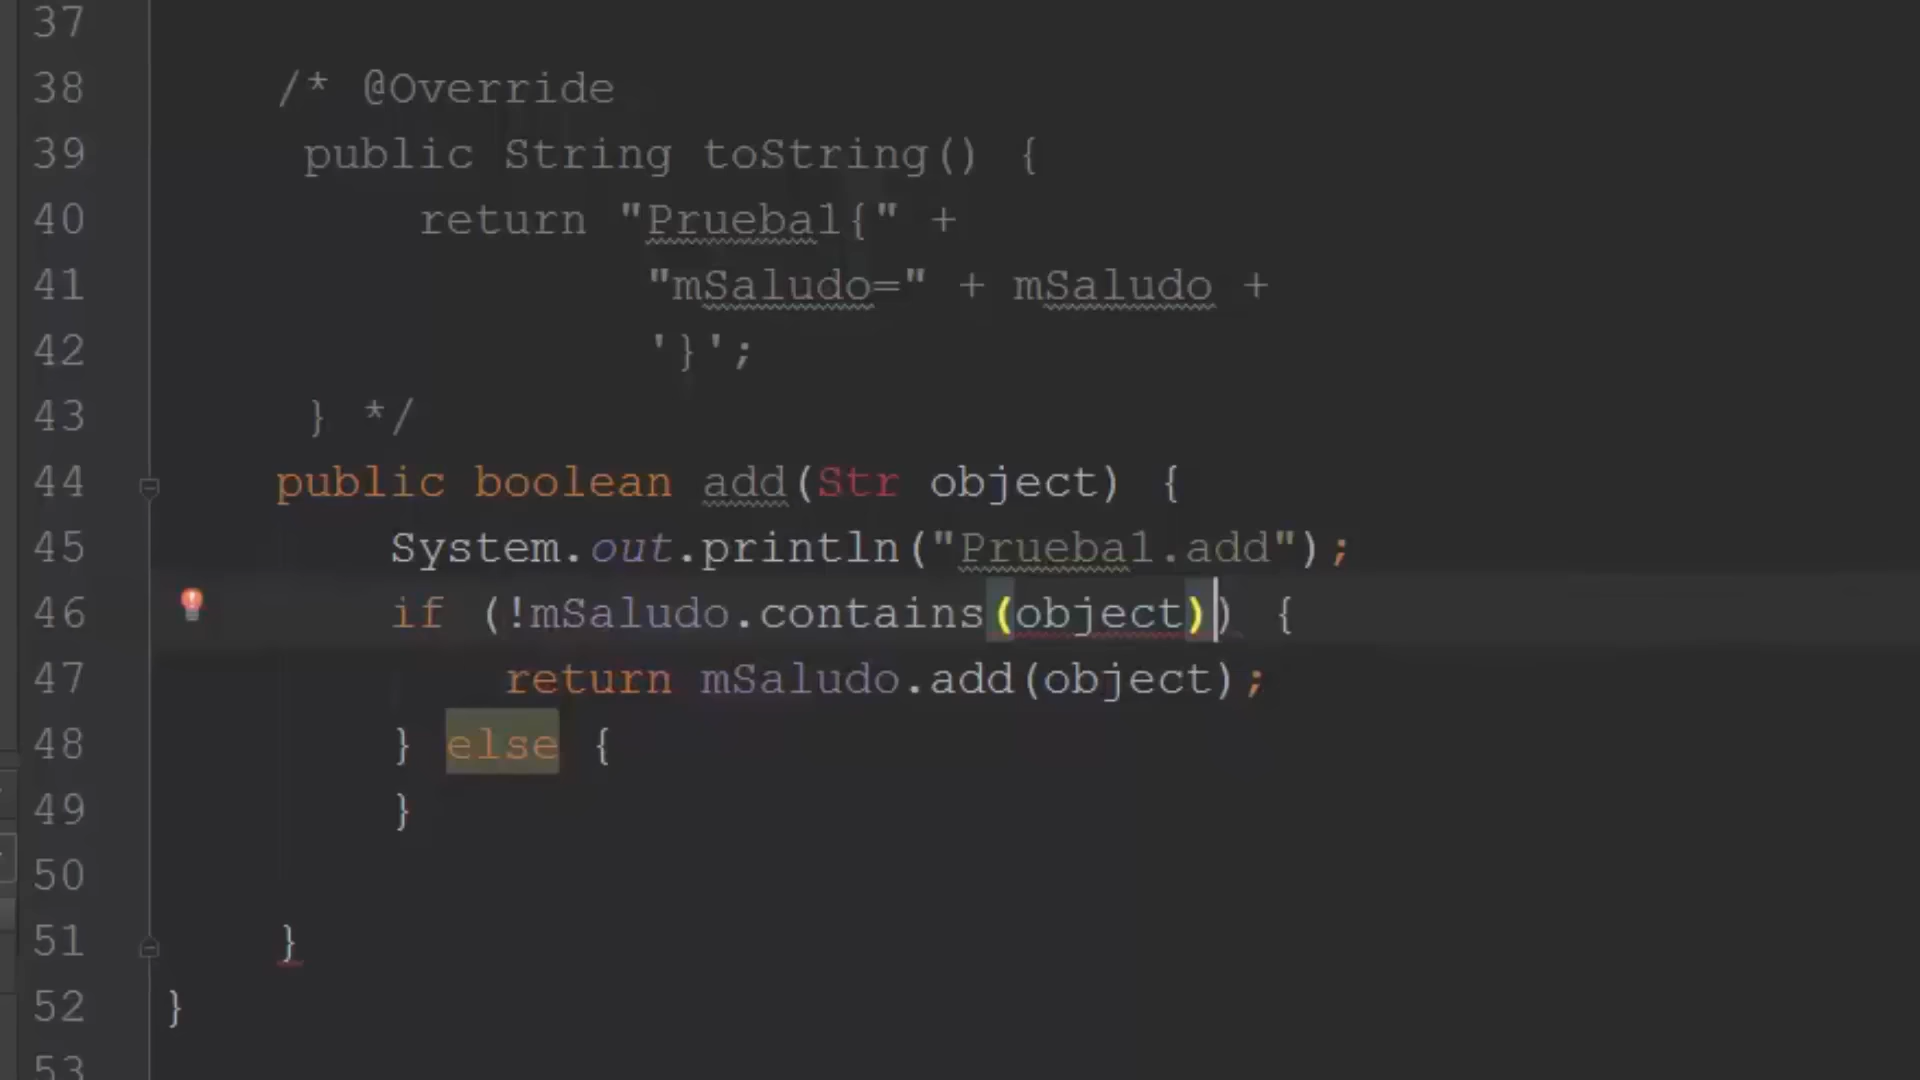 37
38 /* @Override
39 public String toString() {
40 return "Prueba1{" +
41 "mSaludo=" + mSaludo +
42 '}';
43 } */
44 public boolean add(Str object) {
45 System.out.println("Prueba1.add");
46 if (!mSaludo.contains(object)) {
47 return mSaludo.add(object);
48 } else {
49 }
50
51 }
52 }
53